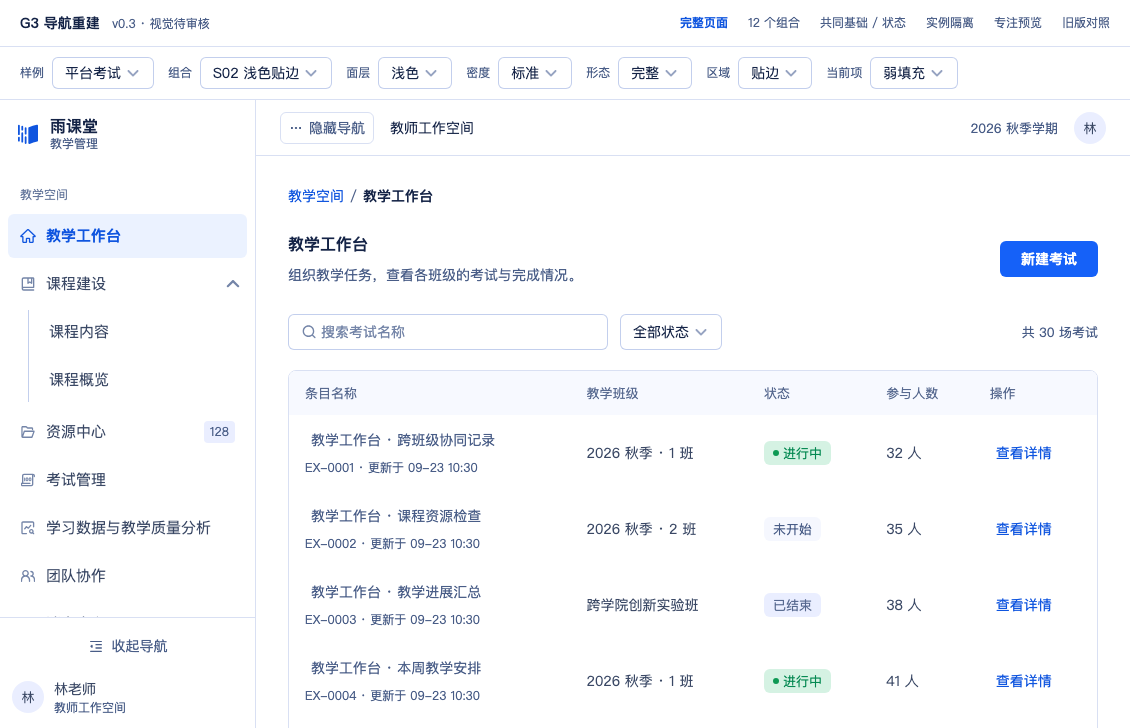 G3 导航重建 v0.3 · 视觉待审核 完整页面 12 个组合 共同基础 / 状态 实例隔离 专注预览 旧版对照
样例 平台考试 组合 S02 浅色贴边 面层 浅色 密度 标准 形态 完整 区域 贴边 当前项 弱填充
雨课堂
教学管理
··· 隐藏导航 教师工作空间 2026 秋季学期 林
教学空间
教学工作台
课程建设
课程内容
课程概览
资源中心 128
考试管理
学习数据与教学质量分析
团队协作
收起导航
林 林老师
教师工作空间
教学空间 / 教学工作台
教学工作台
组织教学任务，查看各班级的考试与完成情况。
新建考试
搜索考试名称 全部状态 共 30 场考试
条目名称 教学班级 状态 参与人数 操作
教学工作台 · 跨班级协同记录
EX-0001 · 更新于 09-23 10:30
2026 秋季 · 1 班 进行中 32 人 查看详情
教学工作台 · 课程资源检查
EX-0002 · 更新于 09-23 10:30
2026 秋季 · 2 班 未开始 35 人 查看详情
教学工作台 · 教学进展汇总
EX-0003 · 更新于 09-23 10:30
跨学院创新实验班 已结束 38 人 查看详情
教学工作台 · 本周教学安排
EX-0004 · 更新于 09-23 10:30
2026 秋季 · 1 班 进行中 41 人 查看详情